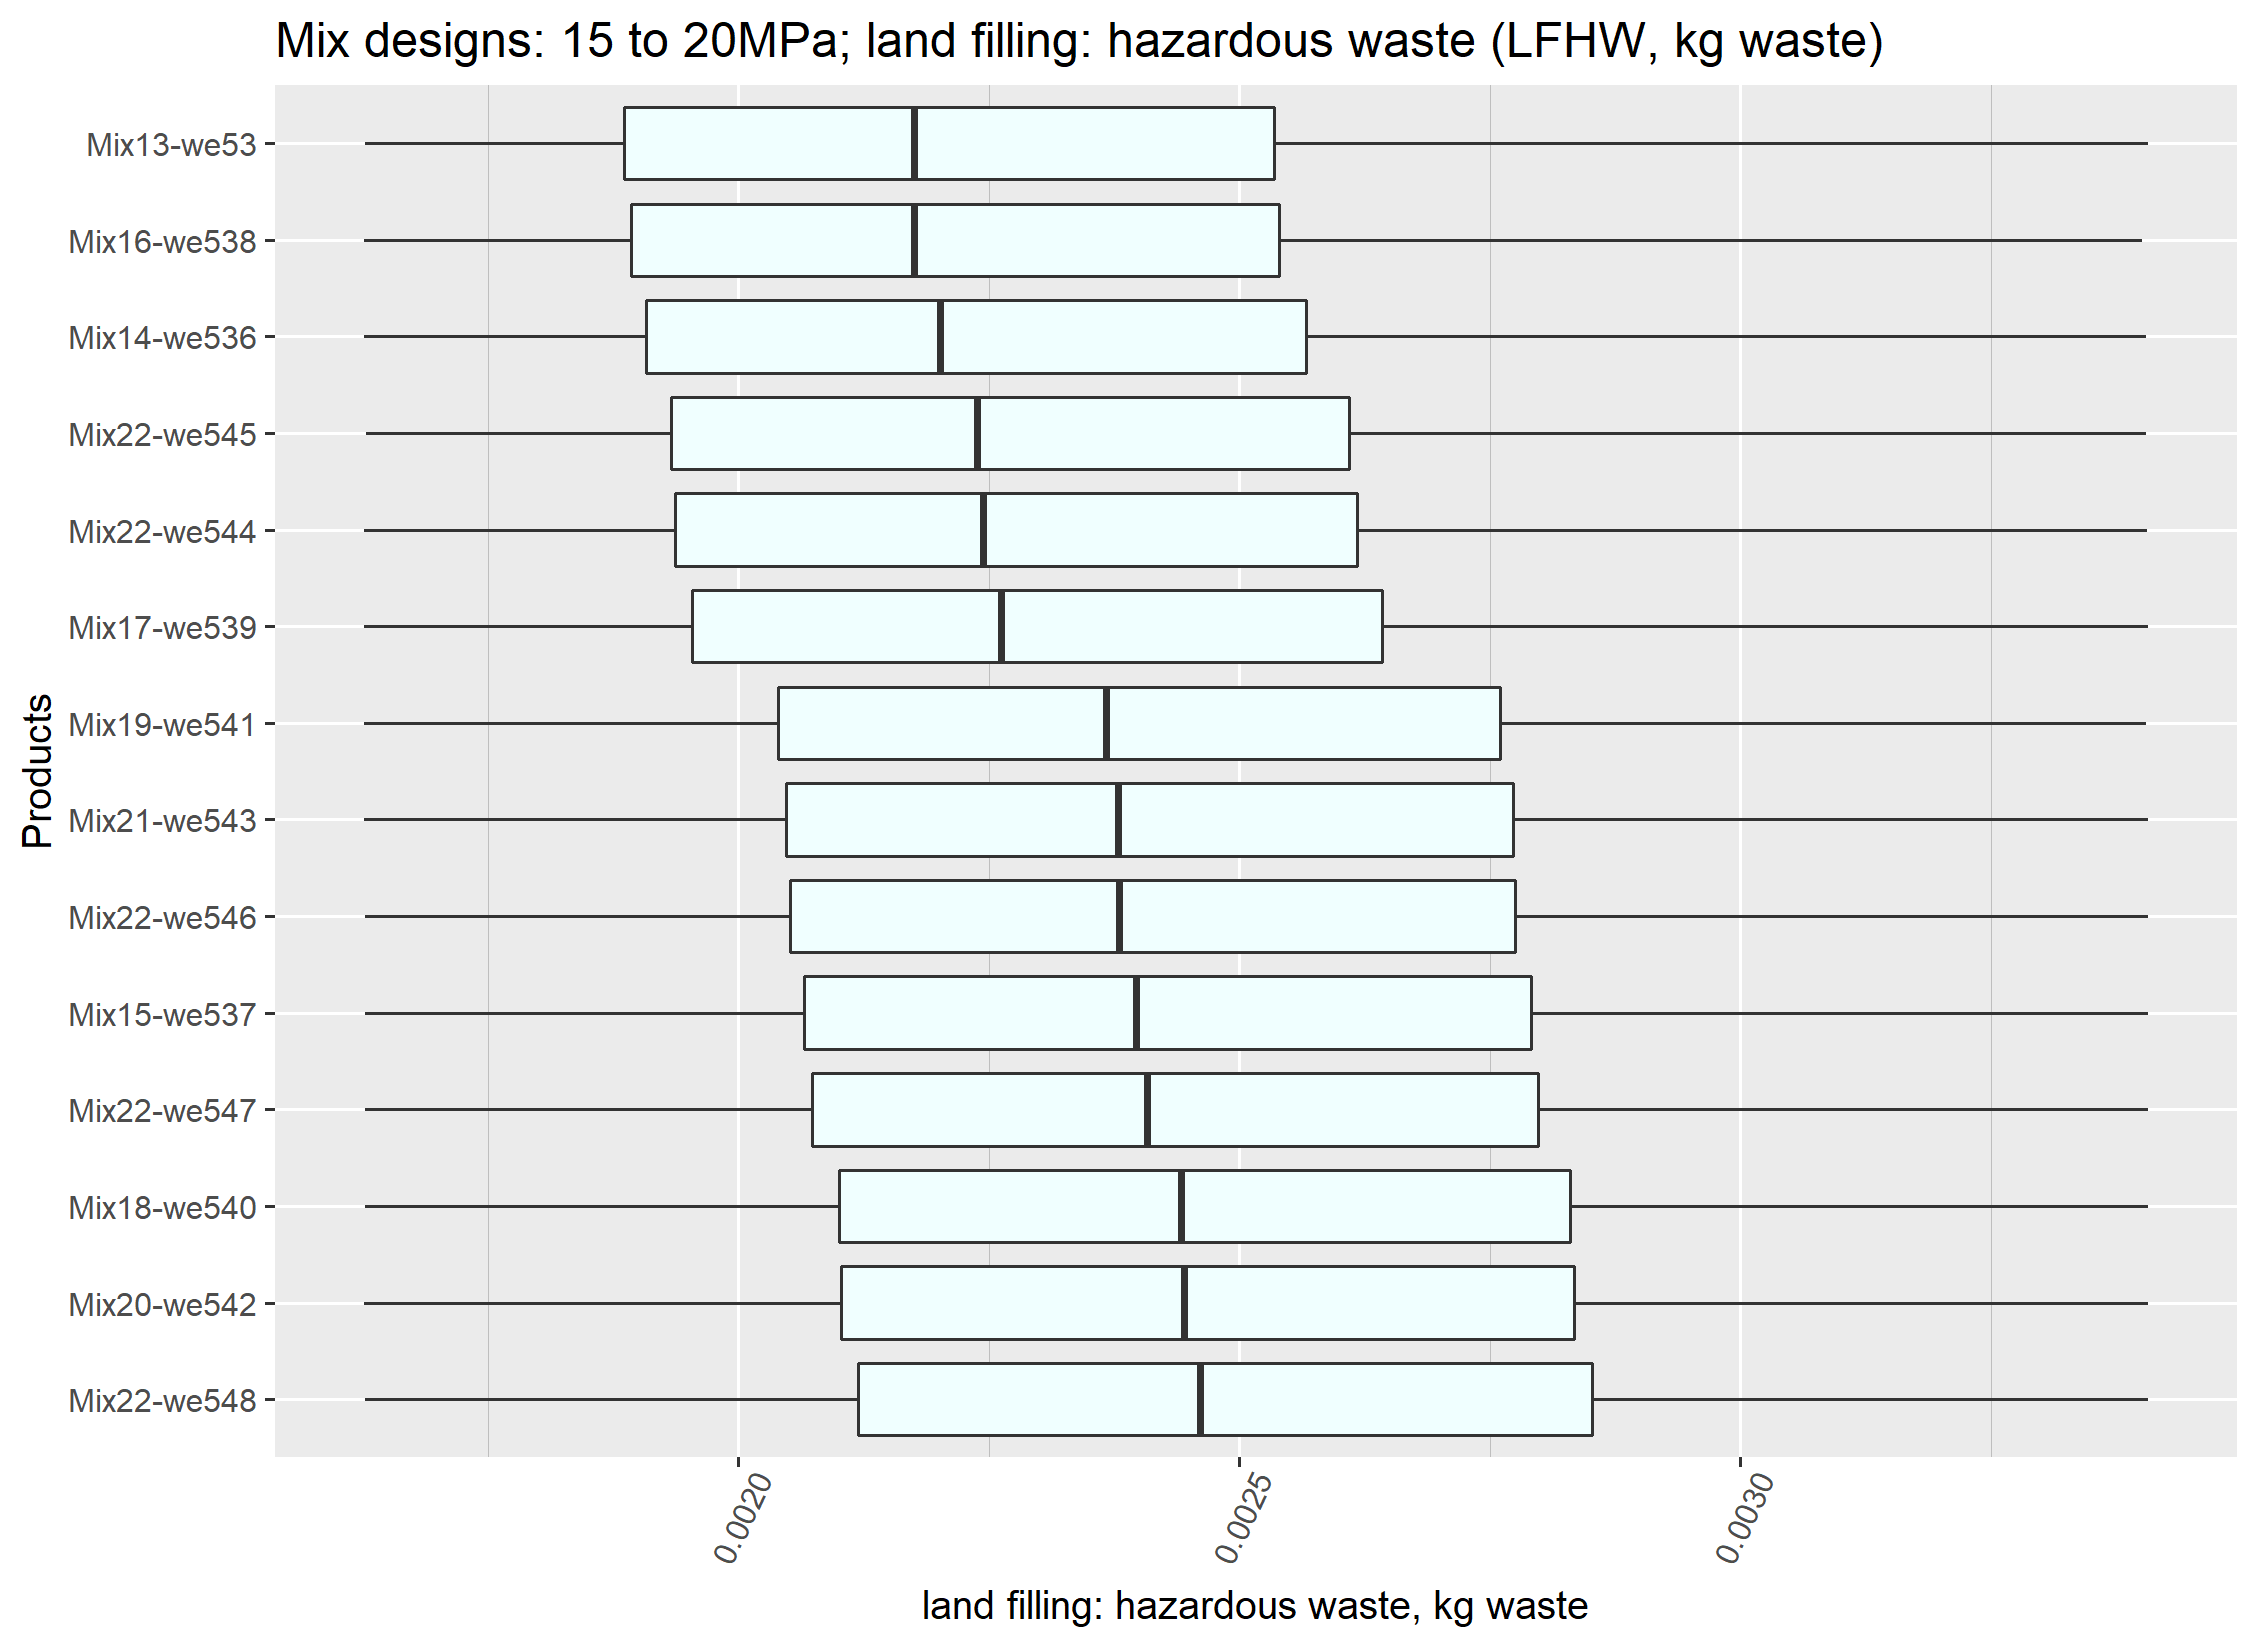 Mix designs: 15 to 20MPa; land filling: hazardous waste (LFHW, kg waste)
Products
Mix13-we53
Mix16-we538
Mix14-we536
Mix22-we545
Mix22-we544
Mix17-we539
Mix19-we541
Mix21-we543
Mix22-we546
Mix15-we537
Mix22-we547
Mix18-we540
Mix20-we542
Mix22-we548
0.0020
0.0025
0.0030
land filling: hazardous waste, kg waste